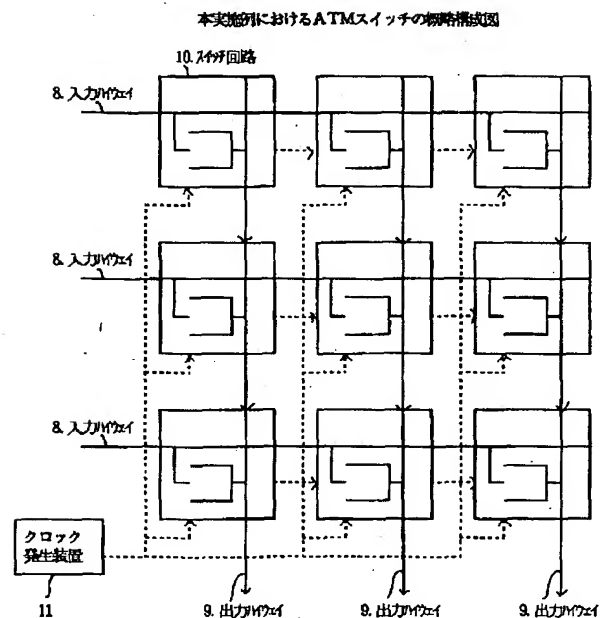 本実施例におけるATMスイッチの概略構成図
10. スイッチ回路
8. 入力ハイウェイ
8. 入力ハイウェイ
8. 入力ハイウェイ
クロック
発生装置
11
9. 出力ハイウェイ
9. 出力ハイウェイ
9. 出力ハイウェイ